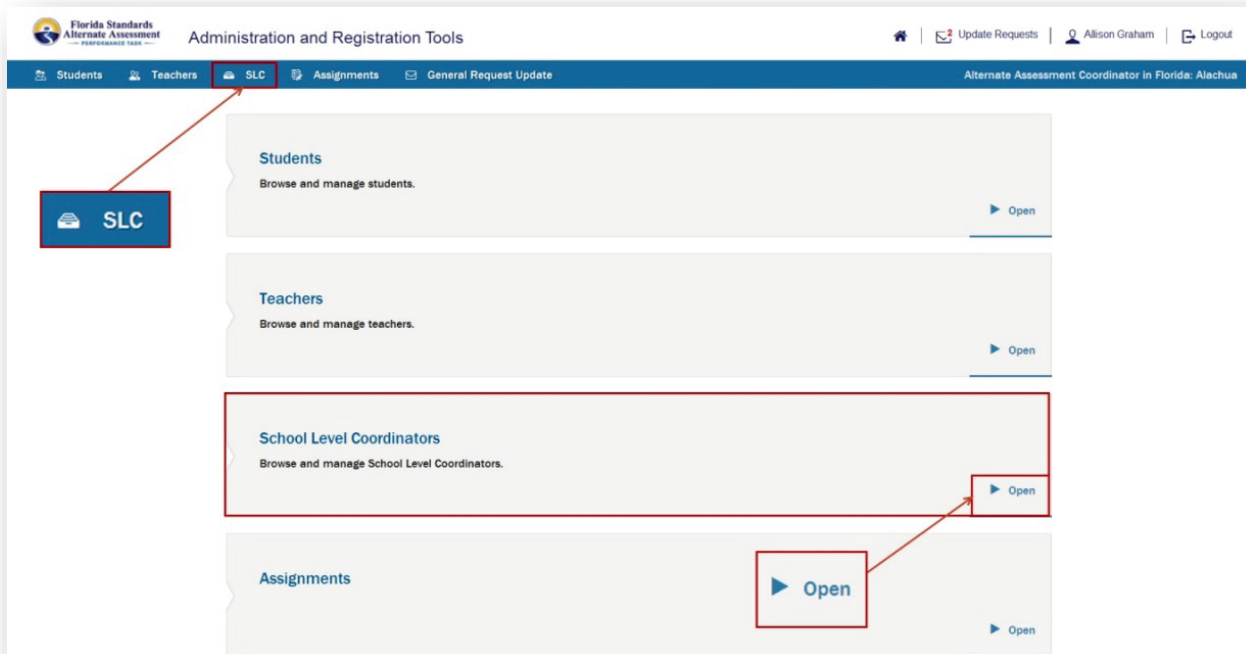 Florida Standards
Alternate Assessment
PERFORMANCE TASK
Administration and Registration Tools
2 Update Requests
Allison Graham
Logout
Students
Teachers
SLC
Assignments
General Request Update
Alternate Assessment Coordinator in Florida: Alachua
Students
Browse and manage students.
Open
SLC
Teachers
Browse and manage teachers.
Open
School Level Coordinators
Browse and manage School Level Coordinators.
Open
Assignments
Open
Open